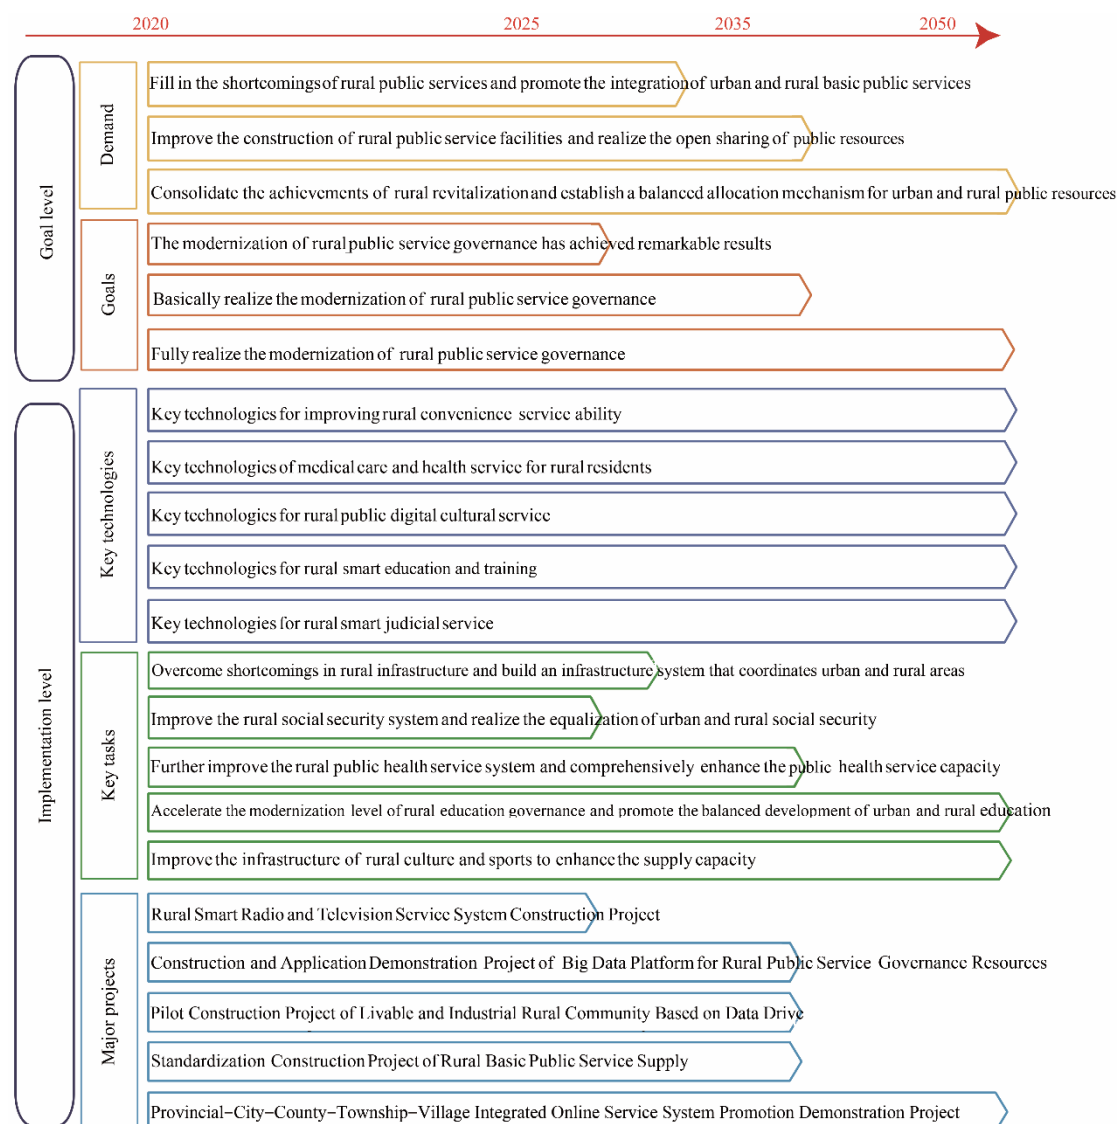 2020 2025 2035 2050
Goal level
Demand
Fill in the shortcomings of rural public services and promote the integration of urban and rural basic public services
Improve the construction of rural public service facilities and realize the open sharing of public resources
Consolidate the achievements of rural revitalization and establish a balanced allocation mechanism for urban and rural public resources
Goals
The modernization of rural public service governance has achieved remarkable results
Basically realize the modernization of rural public service governance
Fully realize the modernization of rural public service governance
Implementation level
Key technologies
Key technologies for improving rural convenience service ability
Key technologies of medical care and health service for rural residents
Key technologies for rural public digital cultural service
Key technologies for rural smart education and training
Key technologies for rural smart judicial service
Key tasks
Overcome shortcomings in rural infrastructure and build an infrastructure system that coordinates urban and rural areas
Improve the rural social security system and realize the equalization of urban and rural social security
Further improve the rural public health service system and comprehensively enhance the public health service capacity
Accelerate the modernization level of rural education governance and promote the balanced development of urban and rural education
Improve the infrastructure of rural culture and sports to enhance the supply capacity
Major projects
Rural Smart Radio and Television Service System Construction Project
Construction and Application Demonstration Project of Big Data Platform for Rural Public Service Governance Resources
Pilot Construction Project of Livable and Industrial Rural Community Based on Data Drive
Standardization Construction Project of Rural Basic Public Service Supply
Provincial–City–County–Township–Village Integrated Online Service System Promotion Demonstration Project